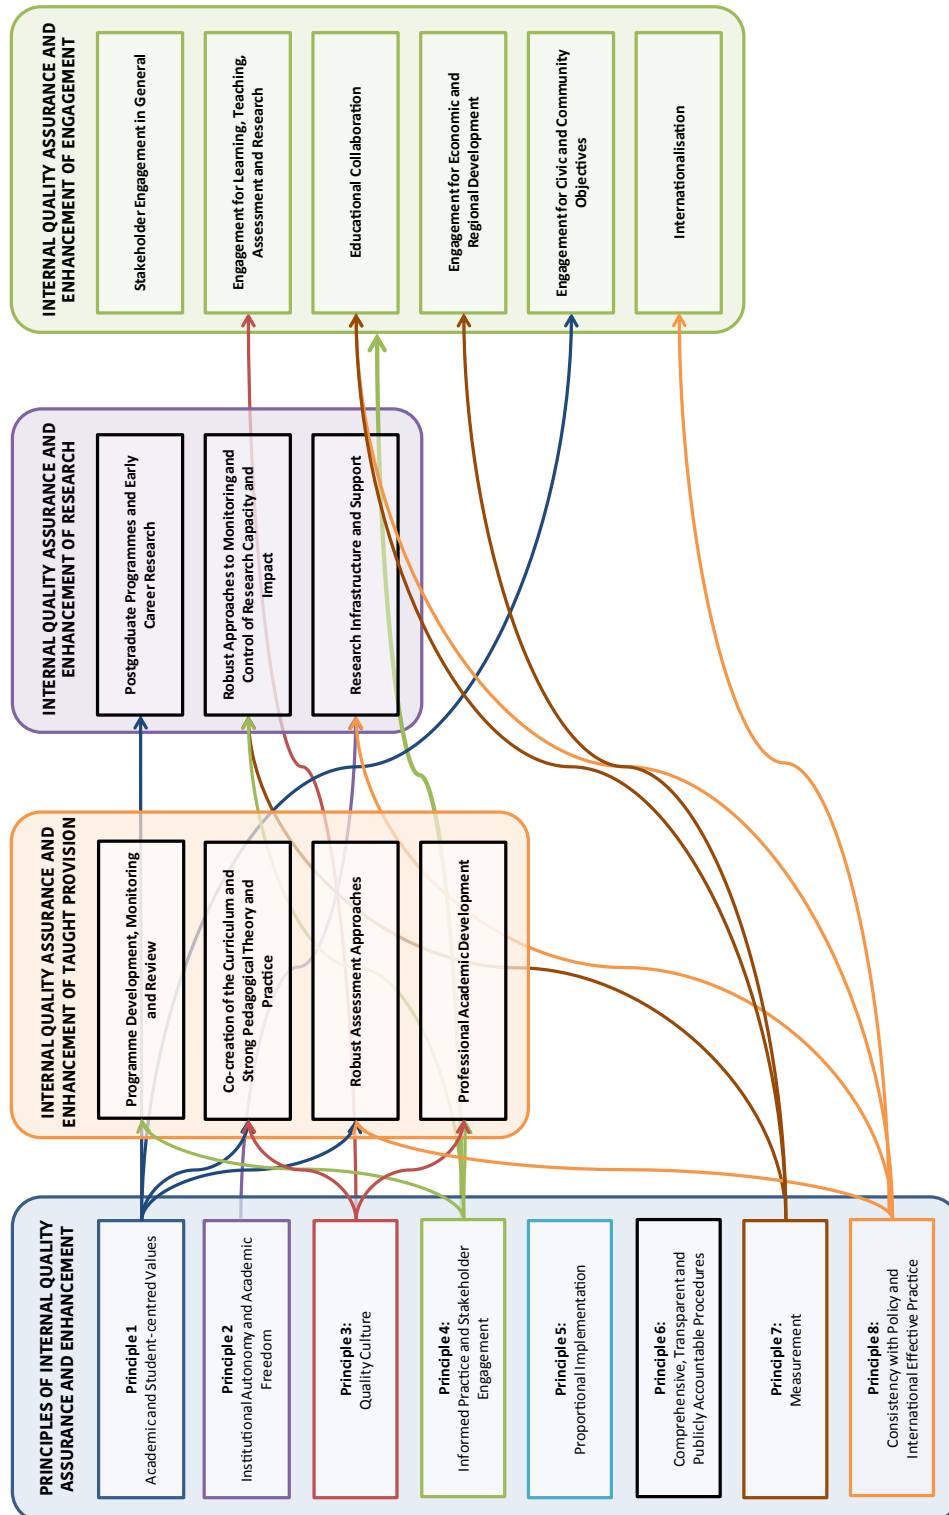 PRINCIPLES OF INTERNAL QUALITY
ASSURANCE AND ENHANCEMENT
Principle 1
Academic and Student-centred Values
Principle 2
Institutional Autonomy and Academic
Freedom
Principle 3:
Quality Culture
Principle 4:
Informed Practice and Stakeholder
Engagement
Principle 5:
Proportional Implementation
Principle 6:
Comprehensive, Transparent and
Publicly Accountable Procedures
Principle 7:
Measurement
Principle 8:
Consistency with Policy and
International Effective Practice
INTERNAL QUALITY ASSURANCE AND
ENHANCEMENT OF TAUGHT PROVISION
Programme Development, Monitoring
and Review
Co-creation of the Curriculum and
Strong Pedagogical Theory and
Practice
Robust Assessment Approaches
Professional Academic Development
INTERNAL QUALITY ASSURANCE AND
ENHANCEMENT OF RESEARCH
Postgraduate Programmes and Early
Career Research
Robust Approaches to Monitoring and
Control of Research Capacity and
Impact
Research Infrastructure and Support
INTERNAL QUALITY ASSURANCE AND
ENHANCEMENT OF ENGAGEMENT
Stakeholder Engagement in General
Engagement for Learning, Teaching,
Assessment and Research
Educational Collaboration
Engagement for Economic and
Regional Development
Engagement for Civic and Community
Objectives
Internationalisation